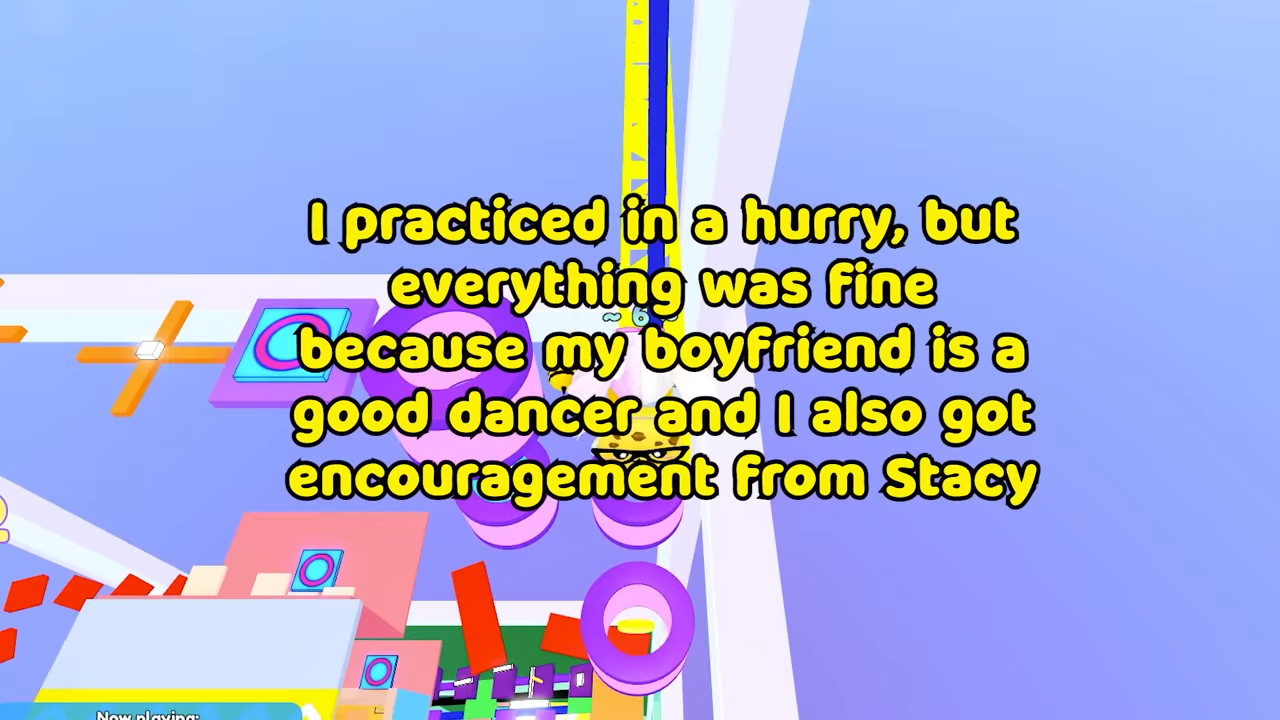 I practiced in a hurry, but
everything was fine
because my boyfriend is a
good dancer and I also got
encouragement from Stacy
Now playing: